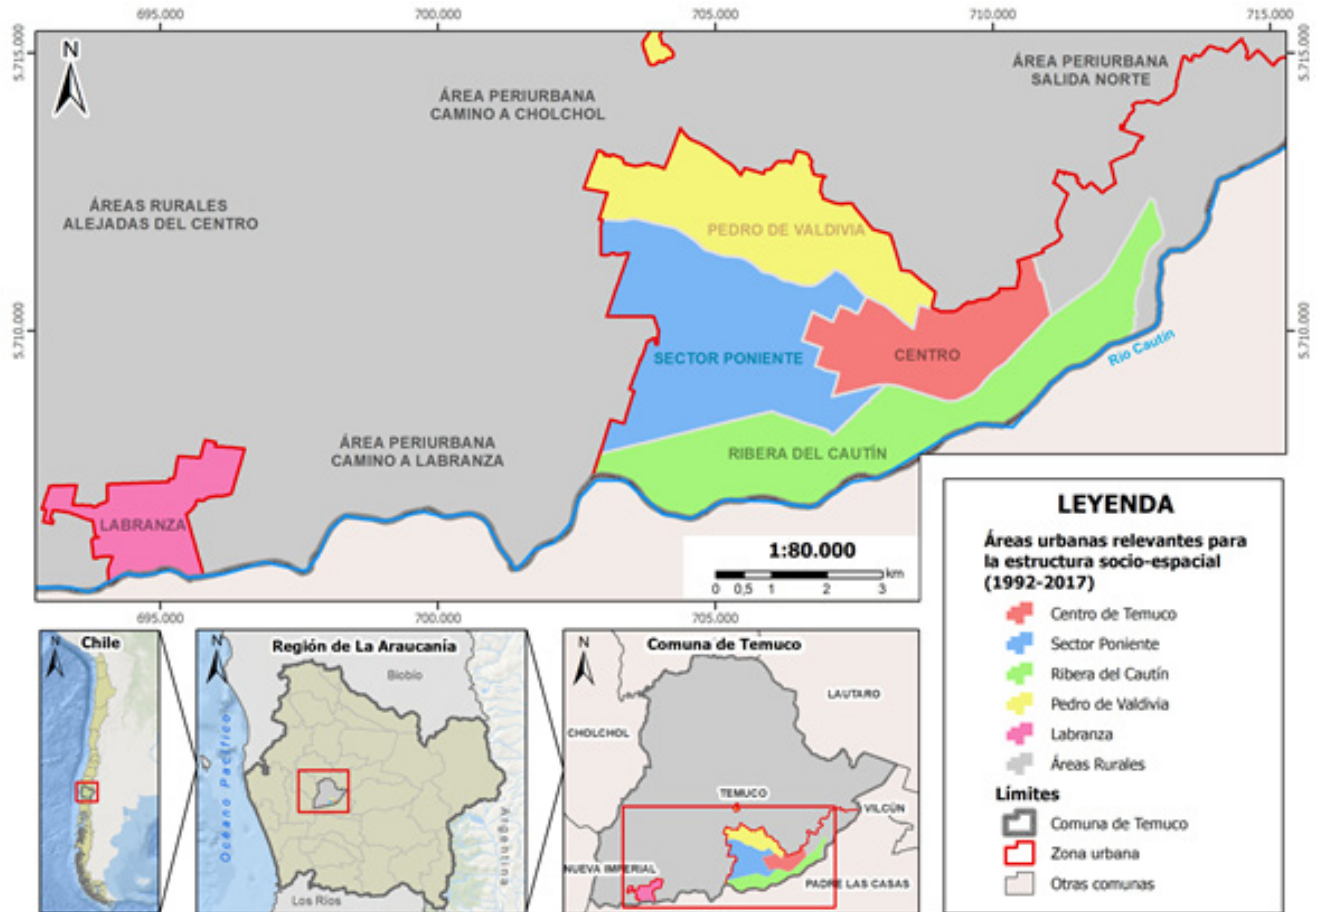 695.000
700.000
705.000
710.000
715.000
5.715.000
5.715.000
N
ÁREA PERIURBANA
SALIDA NORTE
ÁREA PERIURBANA
CAMINO A CHOLCHOL
ÁREAS RURALES
ALEJADAS DEL CENTRO
PEDRO DE VALDIVIA
5.710.000
5.710.000
SECTOR PONIENTE
CENTRO
Río Cautín
ÁREA PERIURBANA
CAMINO A LABRANZA
RIBERA DEL CAUTÍN
LABRANZA
1:80.000
km
0 0,5 1 2 3
695.000
700.000
705.000
LEYENDA
Áreas urbanas relevantes para
la estructura socio-espacial
(1992-2017)
Centro de Temuco
Sector Poniente
Ribera del Cautín
Pedro de Valdivia
Labranza
Áreas Rurales
Límites
Comuna de Temuco
Zona urbana
Otras comunas
N
Chile
N
Región de La Araucanía
Biobío
Océano Pacífico
Argentina
Los Ríos
N
Comuna de Temuco
LAUTARO
CHOLCHOL
TEMUCO
VILCÚN
NUEVA IMPERIAL
PADRE LAS CASAS